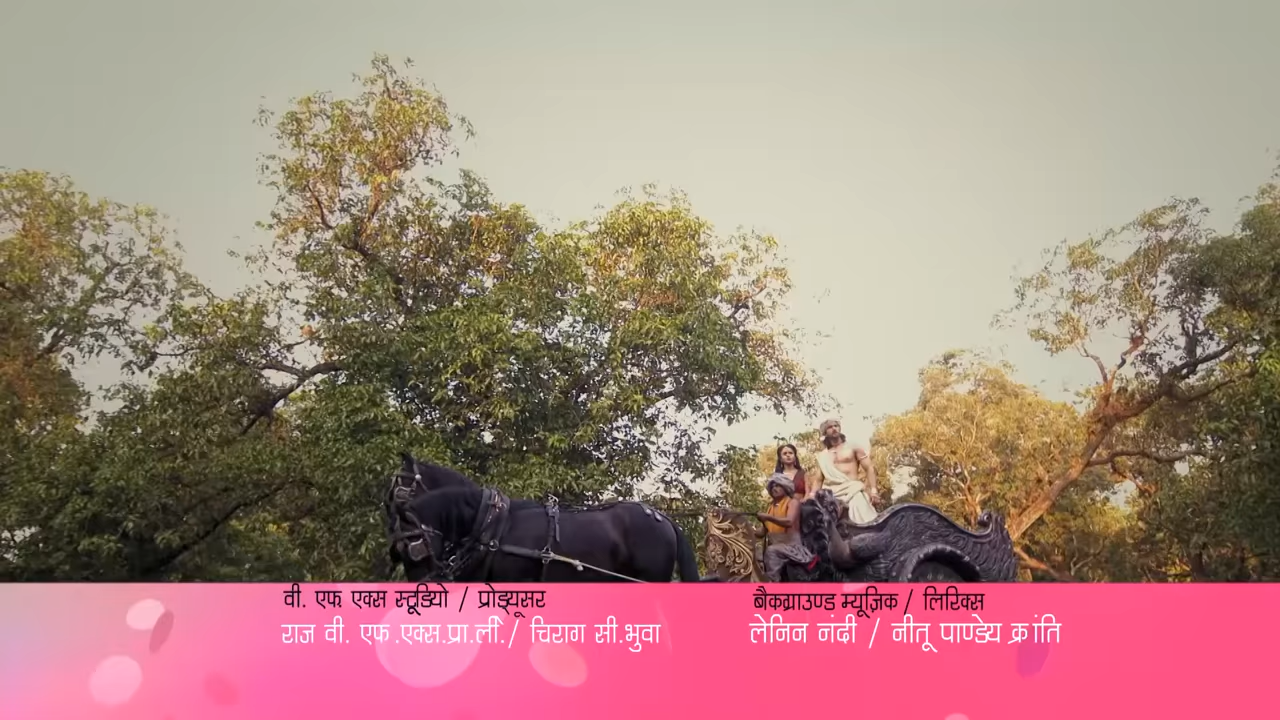 वी. एफ एक्स स्टूडियो / प्रोड्यूसर
राज वी. एफ.एक्स.प्रा.ली./ चिराग सी.भुवा
बैकग्राउण्ड म्यूज़िक / लिरिक्स
लेनिन नंदी / नीतू पाण्डेय क्रांति